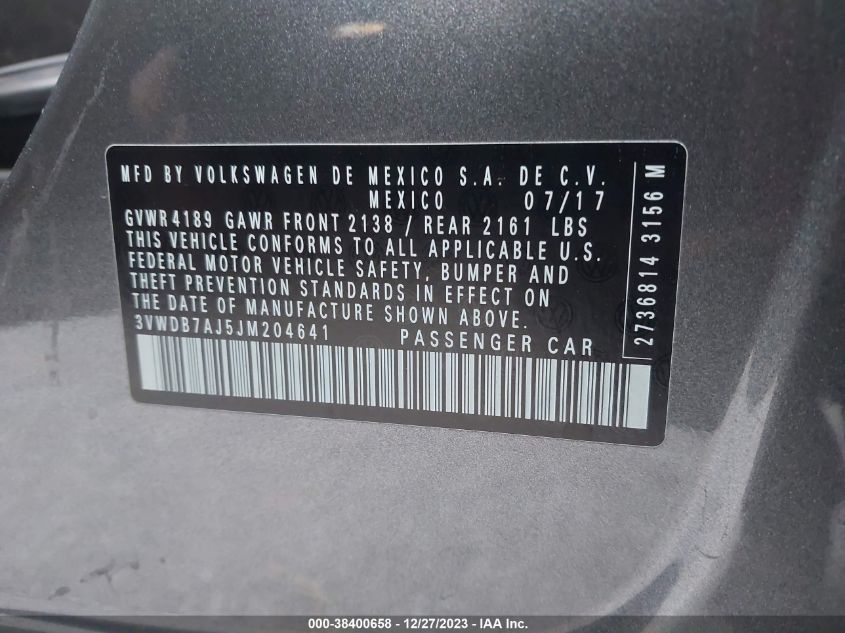 MFD BY VOLKSWAGEN DE MEXICO S.A. DE C.V.
MEXICO 07/17
GVWR4189 GAWR FRONT 2138 / REAR 2161 LBS
THIS VEHICLE CONFORMS TO ALL APPLICABLE U.S.
FEDERAL MOTOR VEHICLE SAFETY, BUMPER AND
THEFT PREVENTION STANDARDS IN EFFECT ON
THE DATE OF MANUFACTURE SHOWN ABOVE.
3VWDB7AJ5JM204641 PASSENGER CAR
2736814 3156 M
000-38400658 - 12/27/2023 - IAA Inc.